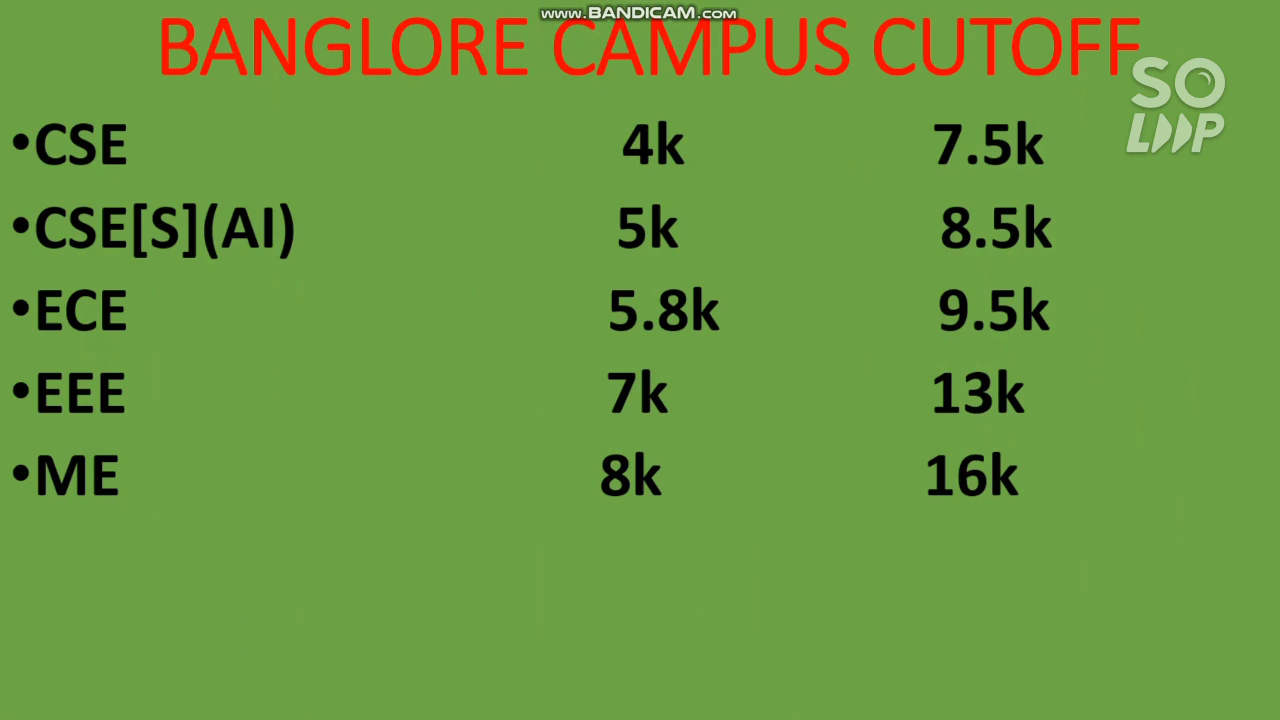 www.BANDICAM.com
BANGLORE CAMPUS CUTOFF
SO
LOOP
•CSE 4k 7.5k
•CSE[S](AI) 5k 8.5k
•ECE 5.8k 9.5k
•EEE 7k 13k
•ME 8k 16k